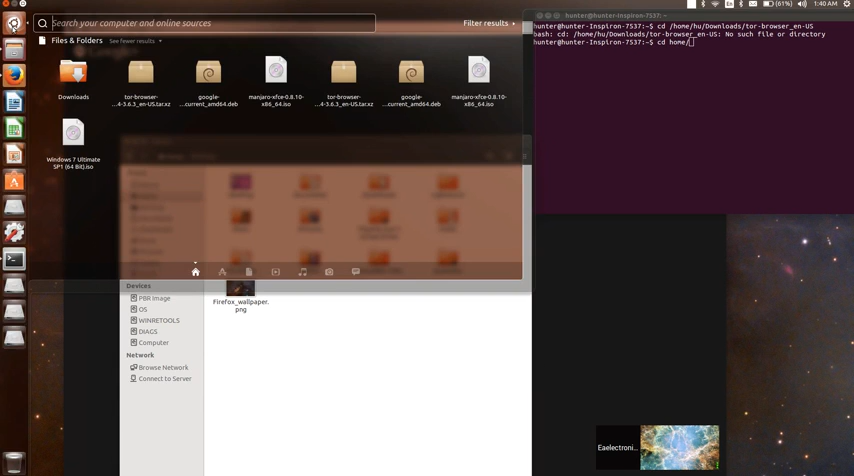 En
(61%)
1:40 AM
Search your computer and online sources
Filter results
hunter@hunter-Inspiron-7537: ~
Files & Folders
See fewer results
hunter@hunter-Inspiron-7537:~$ cd /home/hu/Downloads/tor-browser_en-US
bash: cd: /home/hu/Downloads/tor-browser_en-US: No such file or directory
hunter@hunter-Inspiron-7537:~$ cd home/
Downloads
tor-browser-
...4-3.6.3_en-US.tar.xz
google-
...current_amd64.deb
manjaro-xfce-0.8.10-
x86_64.iso
tor-browser-
...4-3.6.3_en-US.tar.xz
google-
...current_amd64.deb
manjaro-xfce-0.8.10-
x86_64.iso
Windows 7 Ultimate
SP1 (64 Bit).iso
Devices
PBR Image
OS
WINRETOOLS
DIAGS
Computer
Network
Browse Network
Connect to Server
Firefox_wallpaper.
png
Eaelectroni...